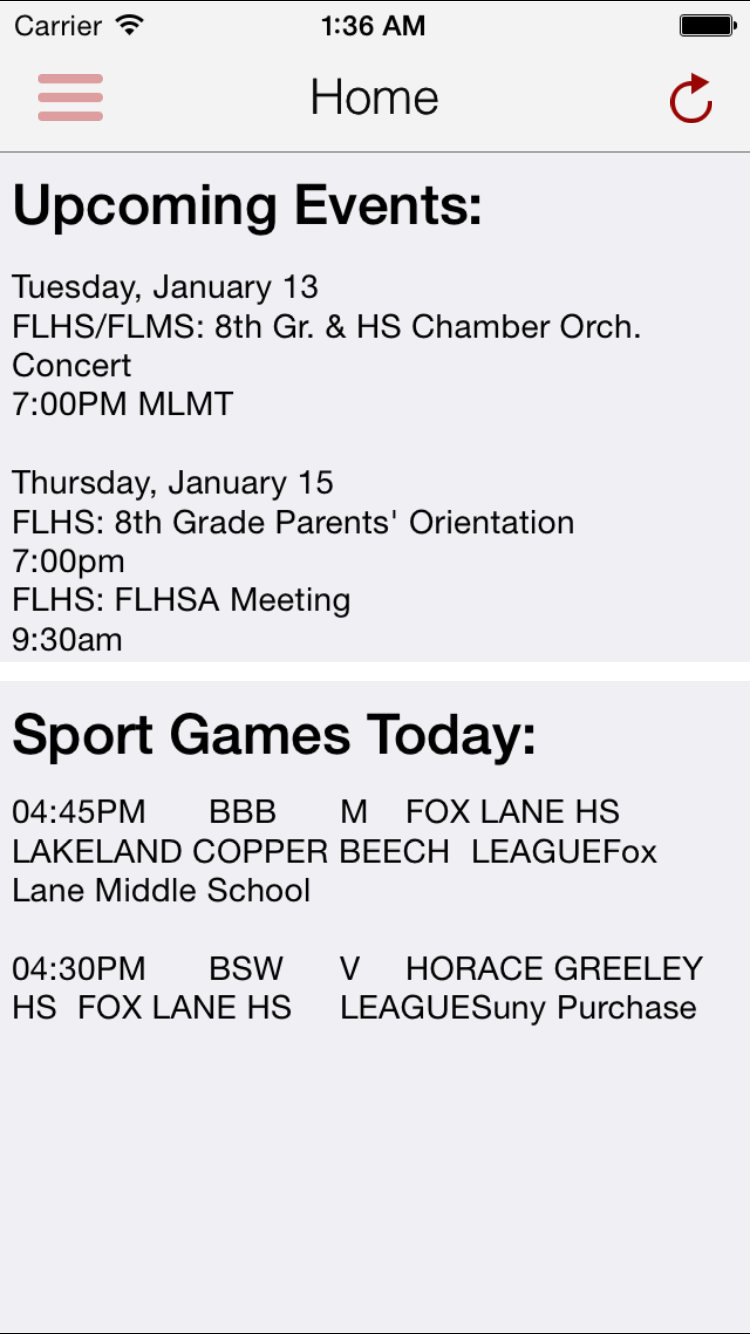 Carrier 1:36 AM
Home
Upcoming Events:
Tuesday, January 13
FLHS/FLMS: 8th Gr. & HS Chamber Orch.
Concert
7:00PM MLMT
Thursday, January 15
FLHS: 8th Grade Parents' Orientation
7:00pm
FLHS: FLHSA Meeting
9:30am
Sport Games Today:
04:45PM BBB M FOX LANE HS
LAKELAND COPPER BEECH LEAGUEFox
Lane Middle School
04:30PM BSW V HORACE GREELEY
HS FOX LANE HS LEAGUESuny Purchase